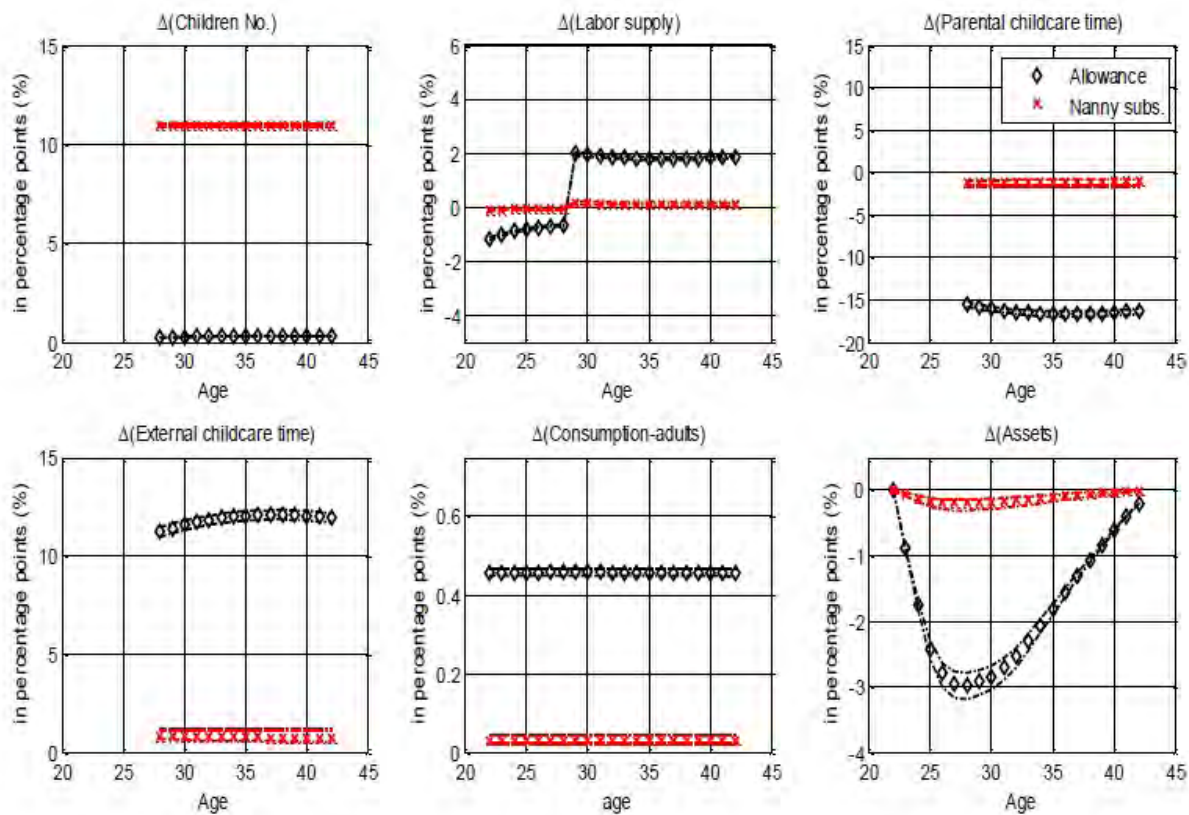 Δ(Children No.)
in percentage points (%)
15
10
5
0
20 25 30 35 40 45
Age
Δ(Labor supply)
in percentage points (%)
6
4
2
0
-2
-4
20 25 30 35 40 45
Age
Δ(Parental childcare time)
in percentage points (%)
15
10
5
0
-5
-10
-15
-20
20 25 30 35 40 45
Age
Allowance
Nanny subs.
Δ(External childcare time)
in percentage points (%)
15
10
5
0
20 25 30 35 40 45
Age
Δ(Consumption-adults)
in percentage points (%)
0.6
0.4
0.2
0
20 25 30 35 40 45
age
Δ(Assets)
in percentage points (%)
0
-1
-2
-3
-4
20 25 30 35 40 45
Age